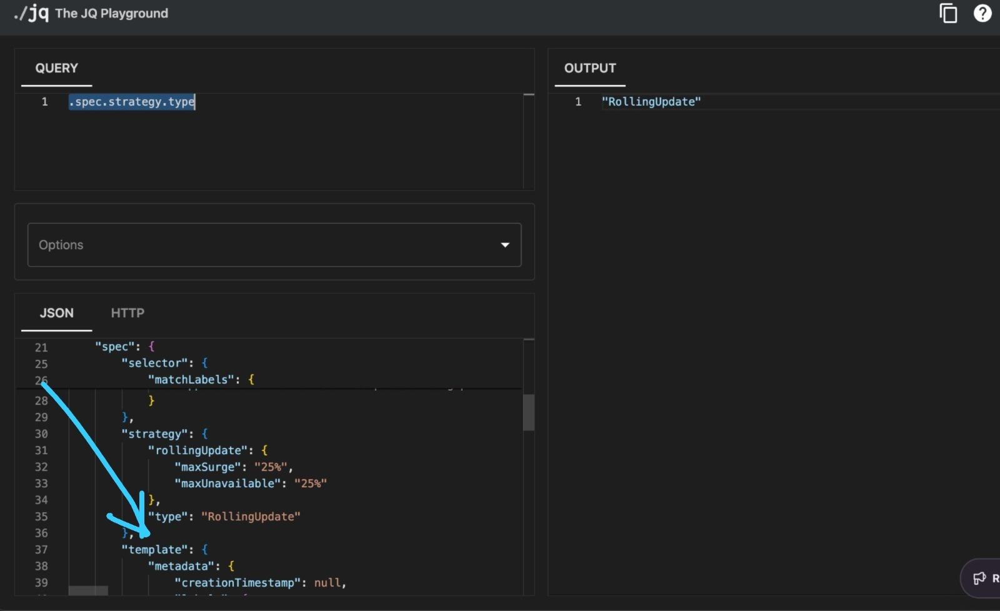 ./jq The JQ Playground
QUERY
1 .spec.strategy.type
Options
JSON HTTP
21 "spec": {
25 "selector": {
26 "matchLabels": {
28 }
29 },
30 "strategy": {
31 "rollingUpdate": {
32 "maxSurge": "25%",
33 "maxUnavailable": "25%"
34 },
35 "type": "RollingUpdate"
36 },
37 "template": {
38 "metadata": {
39 "creationTimestamp": null,
OUTPUT
1 "RollingUpdate"
R